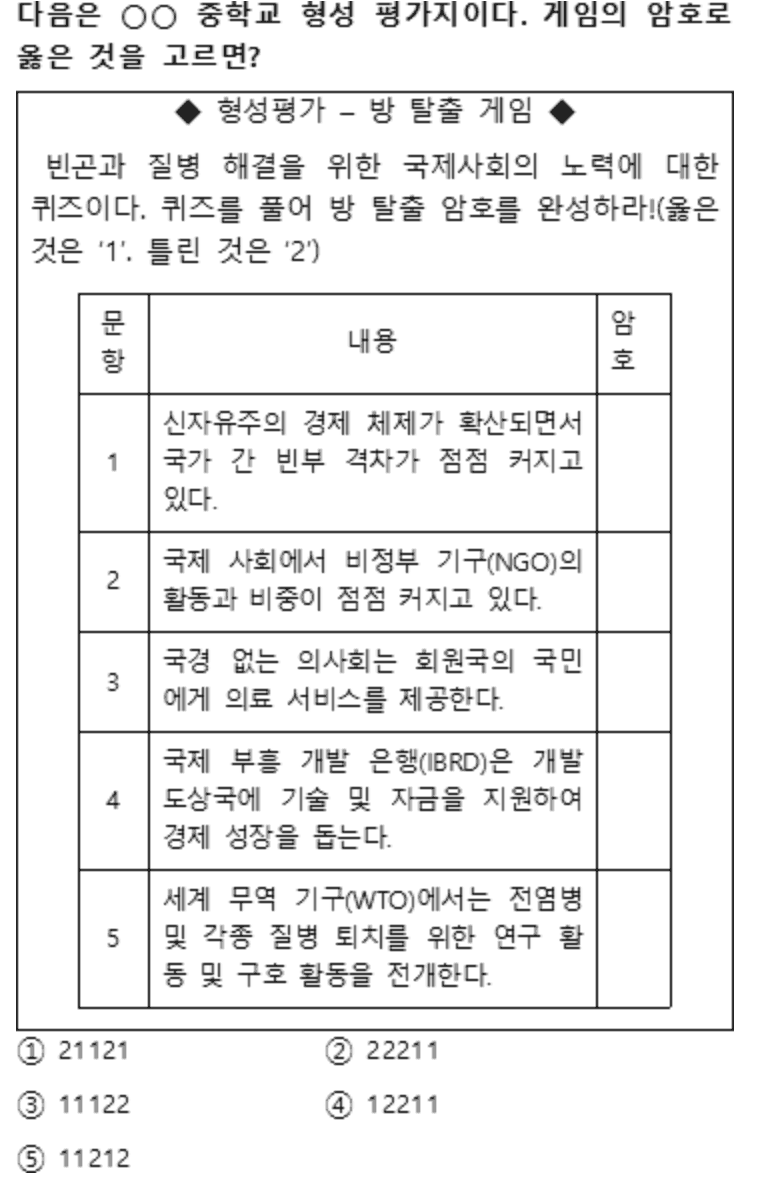 다음은 ○○ 중학교 형성 평가지이다. 게임의 암호로
옳은 것을 고르면?
◆ 형성평가 – 방 탈출 게임 ◆
빈곤과 질병 해결을 위한 국제사회의 노력에 대한
퀴즈이다. 퀴즈를 풀어 방 탈출 암호를 완성하라!(옳은
것은 ‘1’. 틀린 것은 ‘2’)
문항 내용 암호
1 신자유주의 경제 체제가 확산되면서
국가 간 빈부 격차가 점점 커지고
있다.
2 국제 사회에서 비정부 기구(NGO)의
활동과 비중이 점점 커지고 있다.
3 국경 없는 의사회는 회원국의 국민
에게 의료 서비스를 제공한다.
4 국제 부흥 개발 은행(IBRD)은 개발
도상국에 기술 및 자금을 지원하여
경제 성장을 돕는다.
5 세계 무역 기구(WTO)에서는 전염병
및 각종 질병 퇴치를 위한 연구 활
동 및 구호 활동을 전개한다.
① 21121 ② 22211
③ 11122 ④ 12211
⑤ 11212